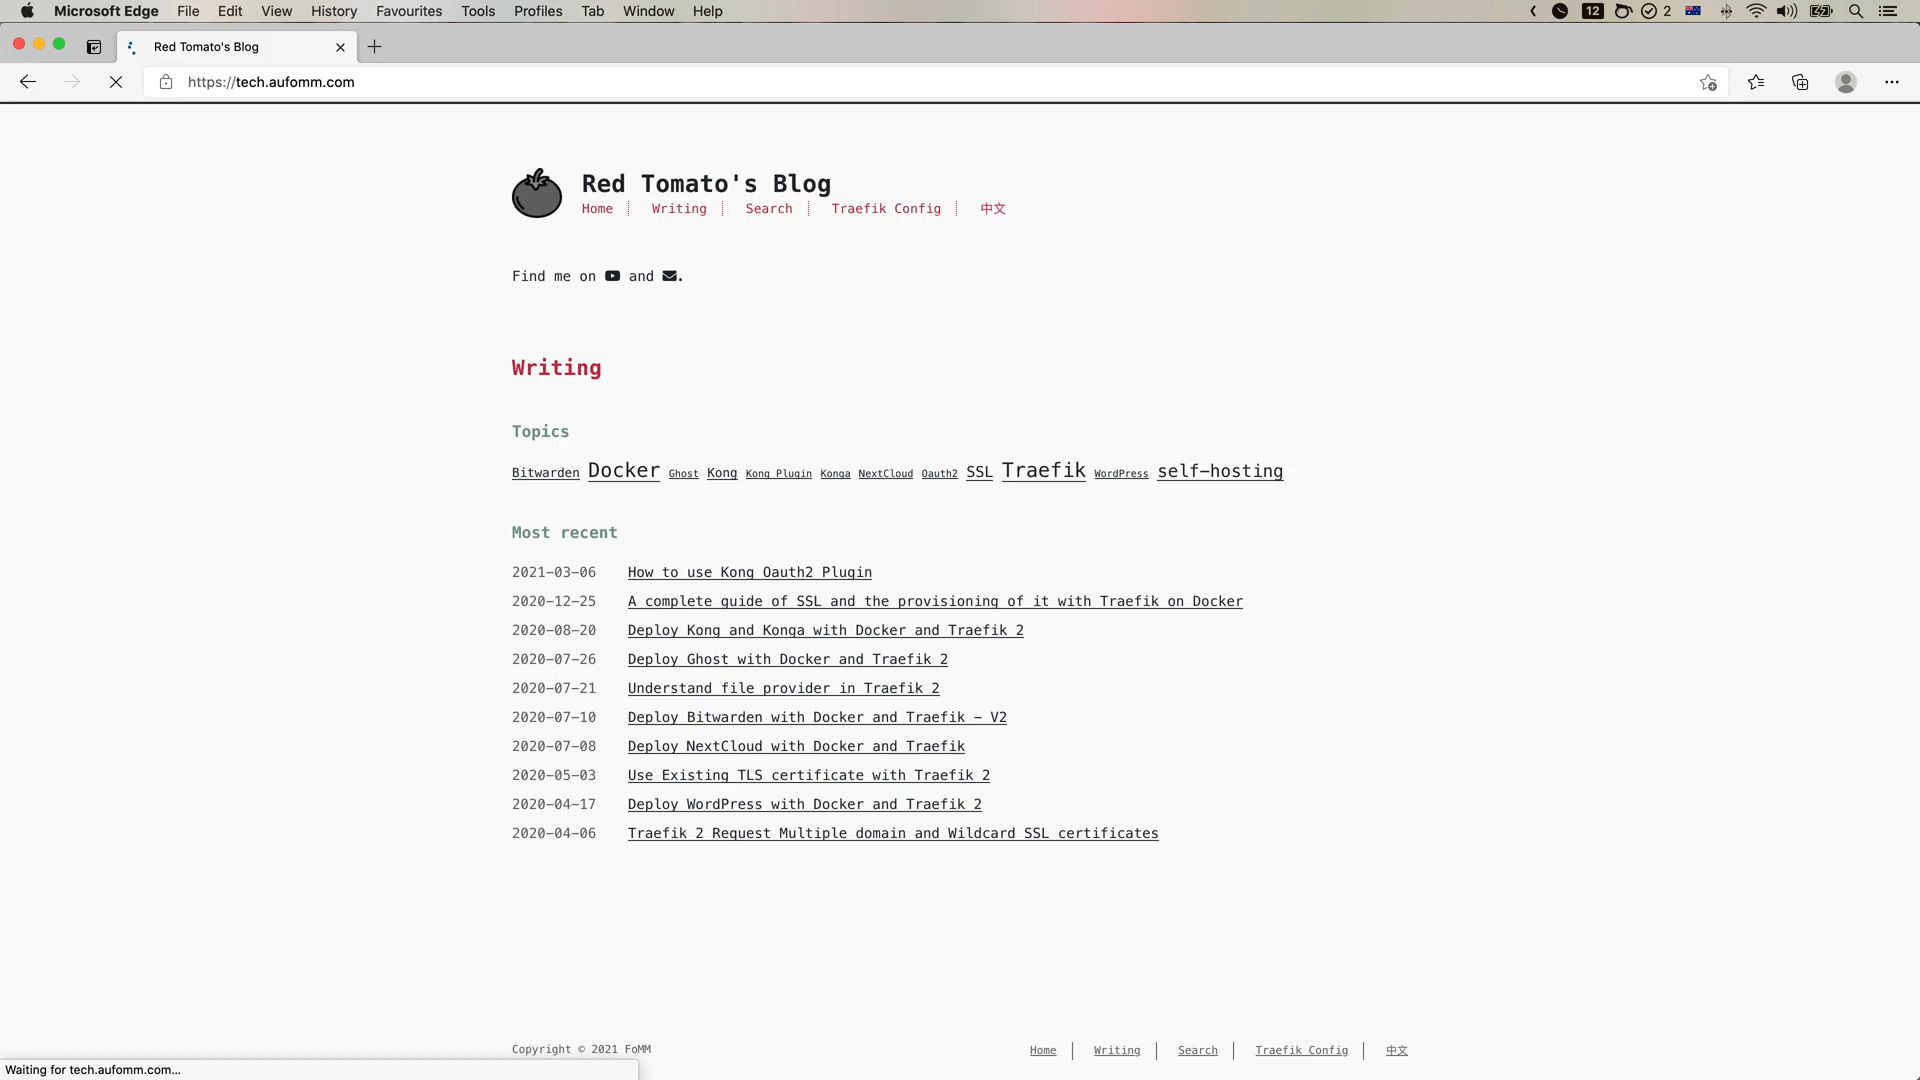 Microsoft Edge File Edit View History Favourites Tools Profiles Tab Window Help 12 2
Red Tomato's Blog
https://tech.aufomm.com
Red Tomato's Blog
Home Writing Search Traefik Config 中文
Find me on and .
Writing
Topics
Bitwarden Docker Ghost Kong Kong Plugin Konga NextCloud Oauth2 SSL Traefik WordPress self-hosting
Most recent
2021-03-06 How to use Kong Oauth2 Plugin
2020-12-25 A complete guide of SSL and the provisioning of it with Traefik on Docker
2020-08-20 Deploy Kong and Konga with Docker and Traefik 2
2020-07-26 Deploy Ghost with Docker and Traefik 2
2020-07-21 Understand file provider in Traefik 2
2020-07-10 Deploy Bitwarden with Docker and Traefik - V2
2020-07-08 Deploy NextCloud with Docker and Traefik
2020-05-03 Use Existing TLS certificate with Traefik 2
2020-04-17 Deploy WordPress with Docker and Traefik 2
2020-04-06 Traefik 2 Request Multiple domain and Wildcard SSL certificates
Copyright © 2021 FoMM Home Writing Search Traefik Config 中文
Waiting for tech.aufomm.com...